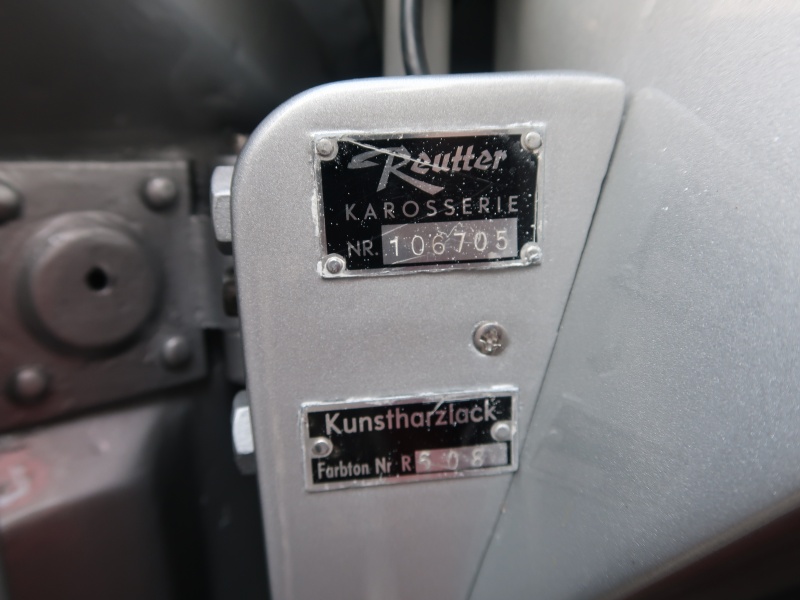 Reutter
KAROSSERIE
NR. 106705
Kunstharzlack
Farbton Nr R 608